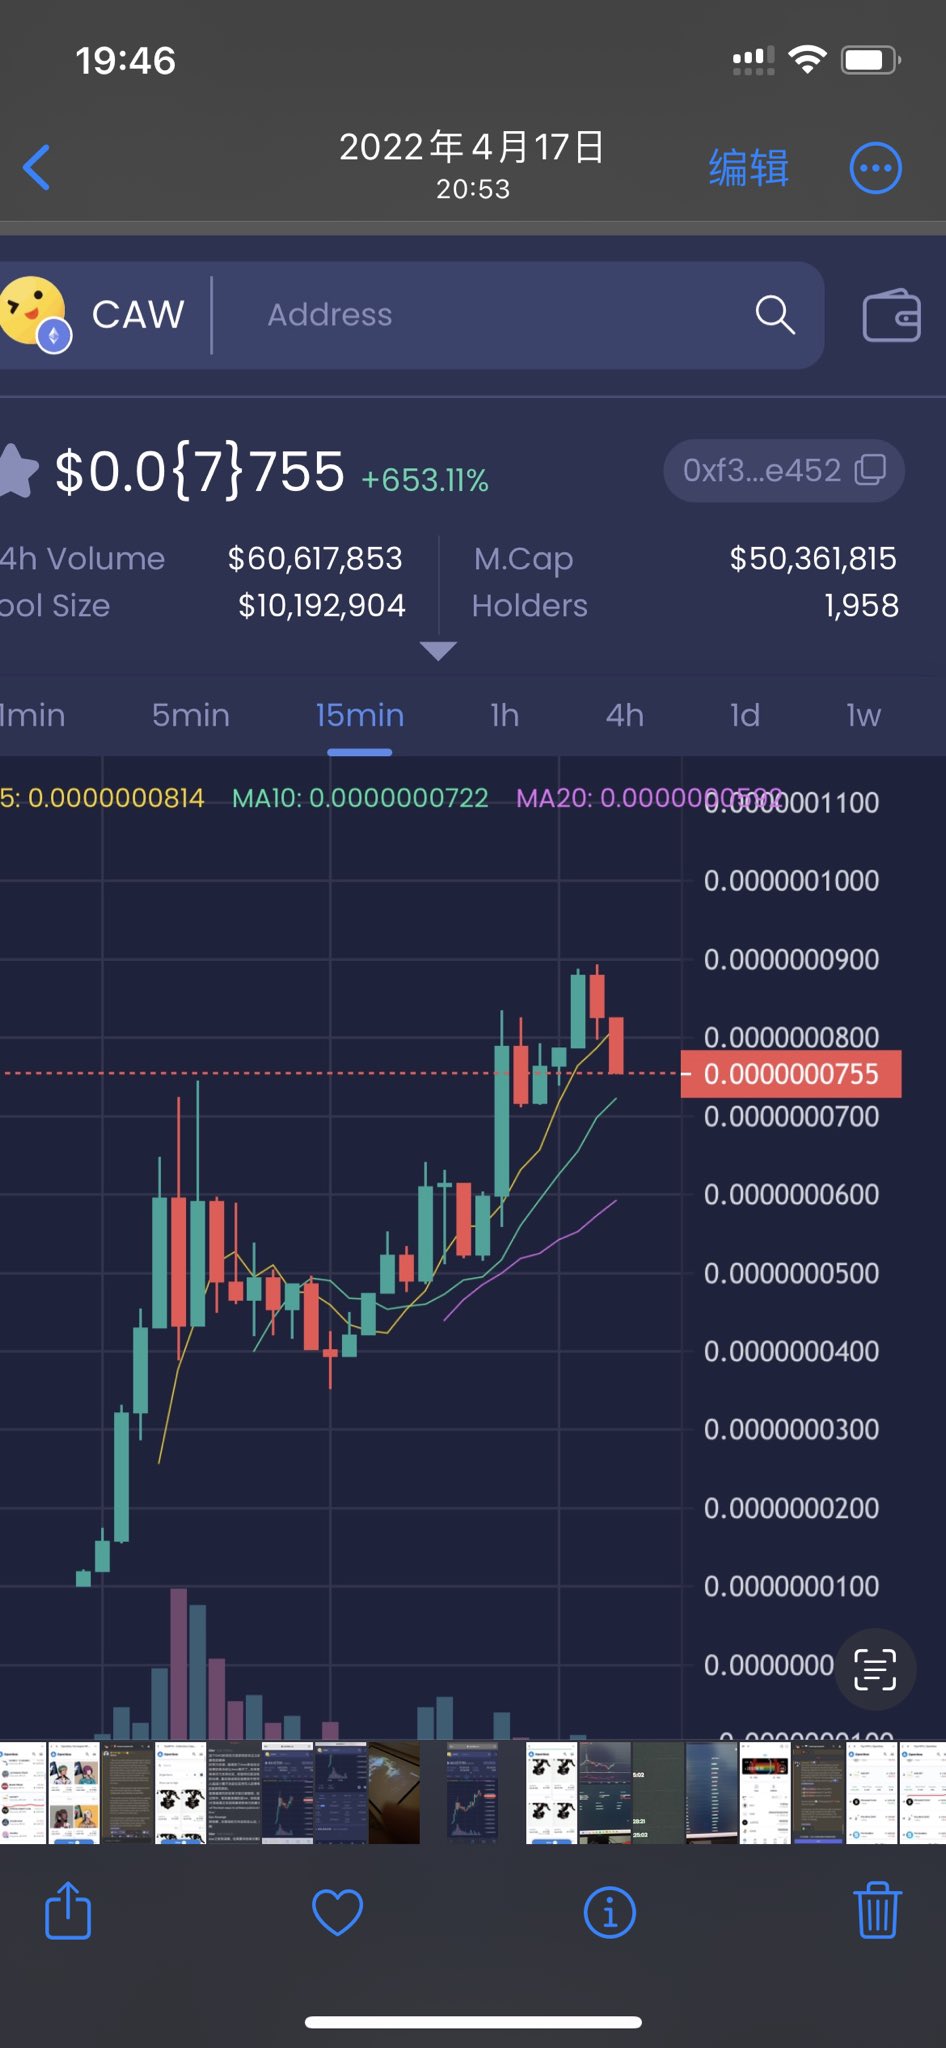 19:46
2022年4月17日
编辑
20:53
CAW
Address
$0.0{7}755 +653.11%
0xf3...e452
4h Volume $60,617,853
M.Cap $50,361,815
ool Size $10,192,904
Holders 1,958
1min 5min 15min 1h 4h 1d 1w
5: 0.0000000814 MA10: 0.0000000722 MA20: 0.0000000592
0.0000001100
0.0000001000
0.0000000900
0.0000000800
0.0000000755
0.0000000700
0.0000000600
0.0000000500
0.0000000400
0.0000000300
0.0000000200
0.0000000100
0.0000000